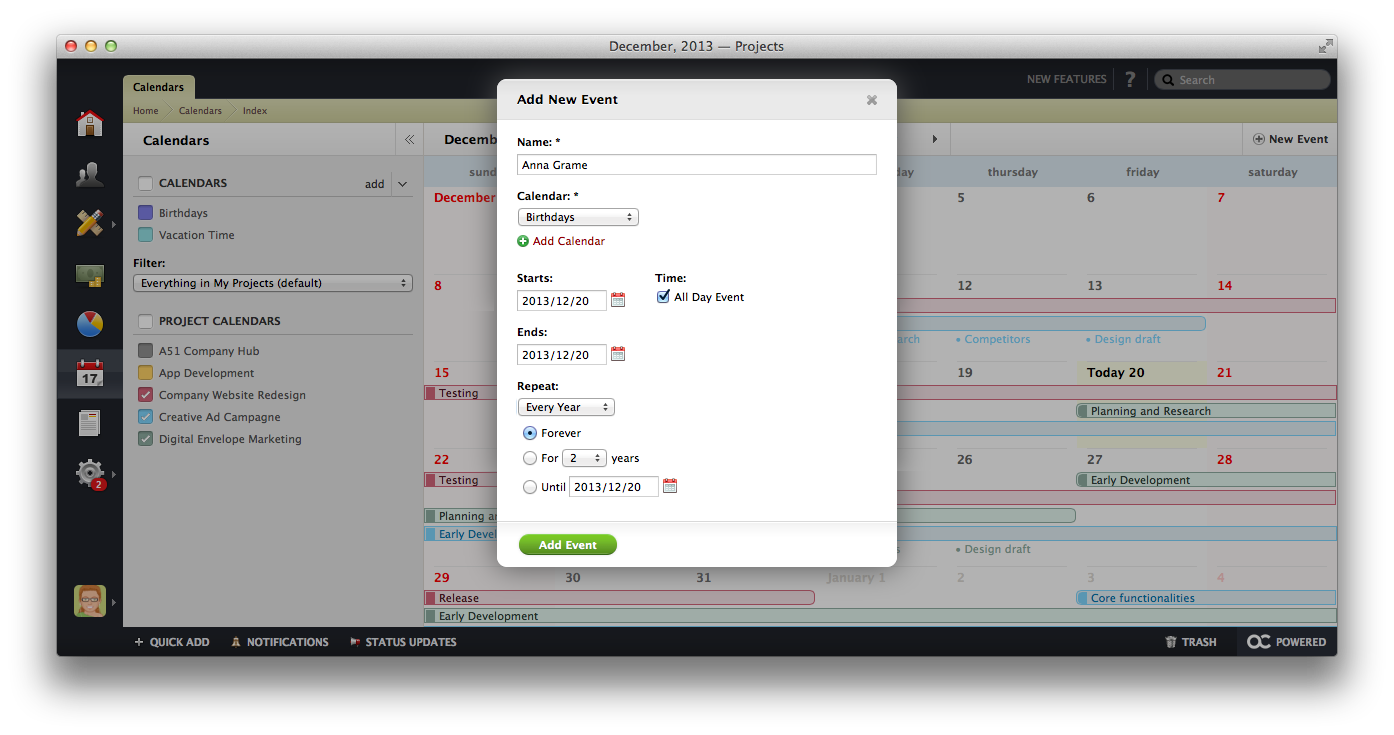 December, 2013 — Projects
Calendars
NEW FEATURES
?
Search
Home Calendars Index
Calendars
«
Decemb
New Event
CALENDARS
add
Birthdays
Vacation Time
Filter:
Everything in My Projects (default)
PROJECT CALENDARS
A51 Company Hub
App Development
Company Website Redesign
Creative Ad Campagne
Digital Envelope Marketing
17
2
Add New Event
Name: *
Anna Grame
Calendar: *
Birthdays
Add Calendar
Starts:
Time:
2013/12/20
All Day Event
Ends:
2013/12/20
Repeat:
Every Year
Forever
For 2 years
Until 2013/12/20
Add Event
sund
day
thursday
friday
saturday
December
5
6
7
8
12
13
14
arch
• Competitors
• Design draft
15
19
Today 20
21
Testing
Planning and Research
22
26
27
28
Testing
Early Development
Planning an
Early Devel
s
• Design draft
29
30
31
January 1
2
3
4
Release
Core functionalities
Early Development
+ QUICK ADD
NOTIFICATIONS
STATUS UPDATES
TRASH
POWERED